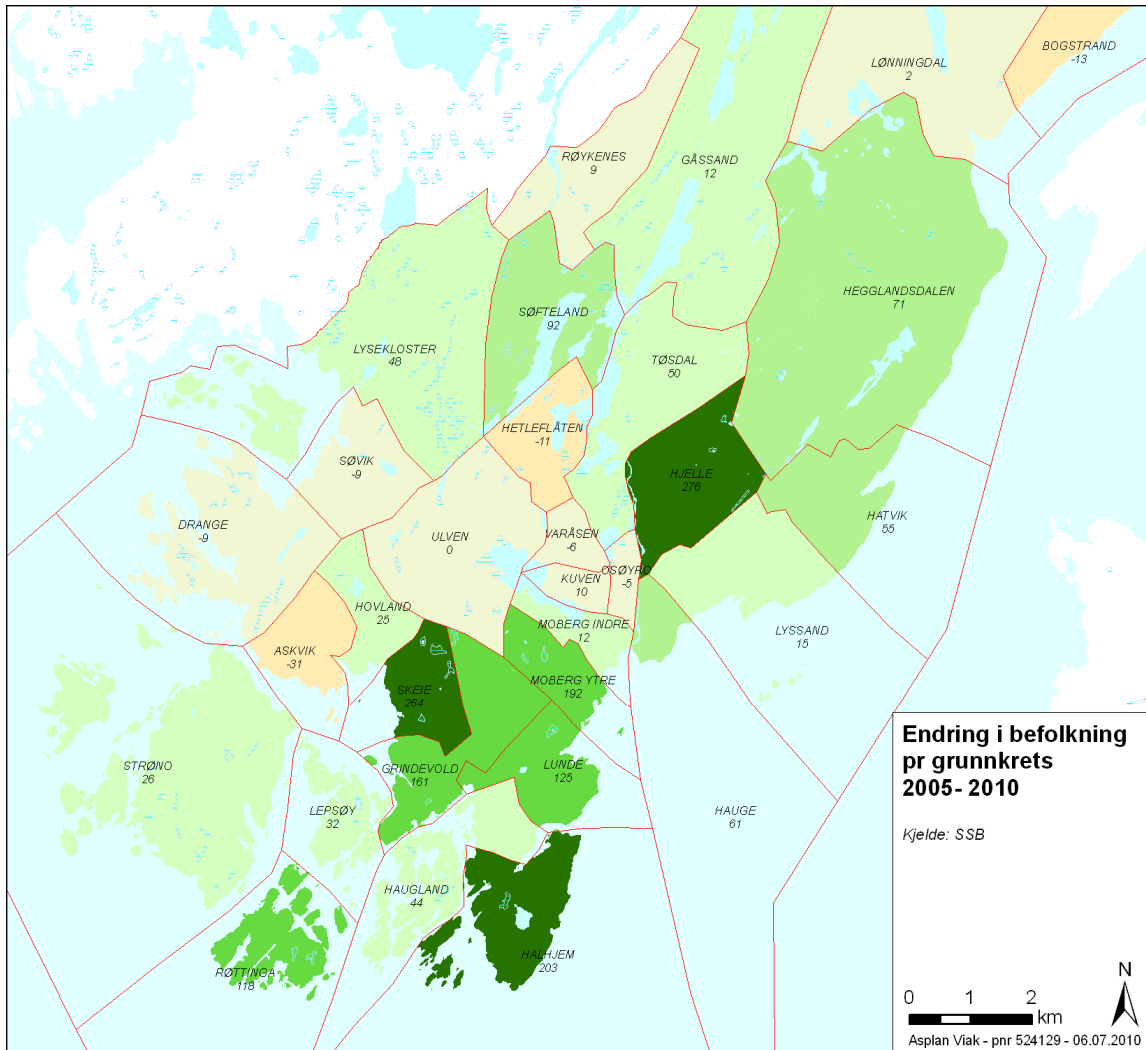 BOGSTRAND
-13
LØNNINGDAL
2
RØYKENES
9
GÅSSAND
12
HEGGLANDSDALEN
71
SØFTELAND
92
LYSEKLOSTER
48
TØSDAL
50
HETLEFLÅTEN
-11
SØVIK
-9
HJELLE
276
DRANGE
-9
ULVEN
0
VARÅSEN
-6
HATVIK
55
OSØYRO
-5
KUVEN
10
HOVLAND
25
MOBERG INDRE
12
LYSSAND
15
ASKVIK
-31
SKEIE
264
MOBERG YTRE
192
STRØNO
26
GRINDEVOLD
161
LUNDE
125
LEPSØY
32
HAUGE
61
HAUGLAND
44
RØTTINGA
118
HALHJEM
203
Endring i befolkning
pr grunnkrets
2005- 2010
Kjelde: SSB
N
0 1 2
km
Asplan Viak - pnr 524129 - 06.07.2010